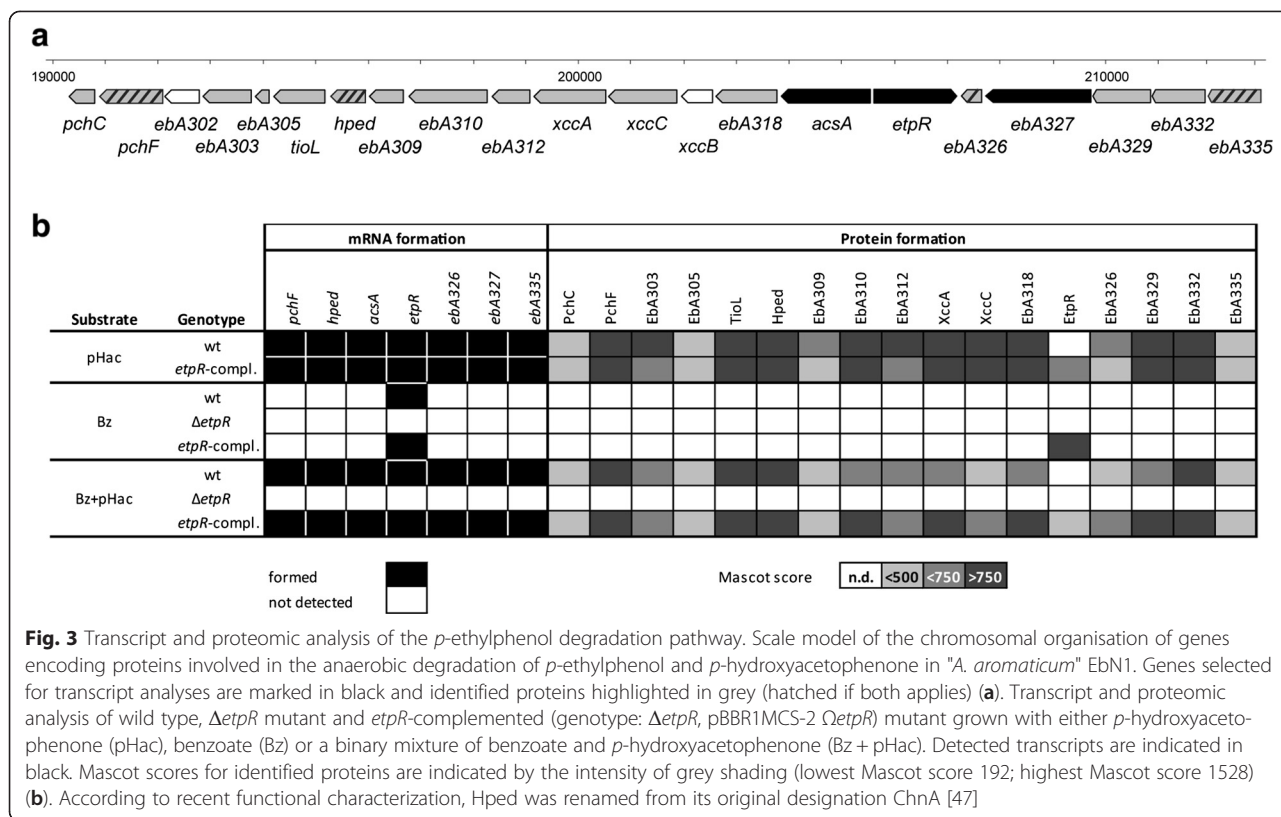 a
190000 200000 210000
pchC ebA302 ebA305 hped ebA310 xccA xccC ebA318 acsA etpR ebA327 ebA332
pchF ebA303 tioL ebA309 ebA312 xccB ebA326 ebA329 ebA335
b
mRNA formation Protein formation
Substrate Genotype pchF hped acsA etpR ebA326 ebA327 ebA335 PchC PchF EbA303 EbA305 TioL Hped EbA309 EbA310 EbA312 XccA XccC EbA318 EtpR EbA326 EbA329 EbA332 EbA335
pHac wt
etpR-compl.
Bz wt
ΔetpR
etpR-compl.
Bz+pHac wt
ΔetpR
etpR-compl.
formed
not detected
Mascot score n.d. <500 <750 >750
Fig. 3 Transcript and proteomic analysis of the p-ethylphenol degradation pathway. Scale model of the chromosomal organisation of genes
encoding proteins involved in the anaerobic degradation of p-ethylphenol and p-hydroxyacetophenone in "A. aromaticum" EbN1. Genes selected
for transcript analyses are marked in black and identified proteins highlighted in grey (hatched if both applies) (a). Transcript and proteomic
analysis of wild type, ΔetpR mutant and etpR-complemented (genotype: ΔetpR, pBBR1MCS-2 ΩetpR) mutant grown with either p-hydroxyaceto-
phenone (pHac), benzoate (Bz) or a binary mixture of benzoate and p-hydroxyacetophenone (Bz + pHac). Detected transcripts are indicated in
black. Mascot scores for identified proteins are indicated by the intensity of grey shading (lowest Mascot score 192; highest Mascot score 1528)
(b). According to recent functional characterization, Hped was renamed from its original designation ChnA [47]